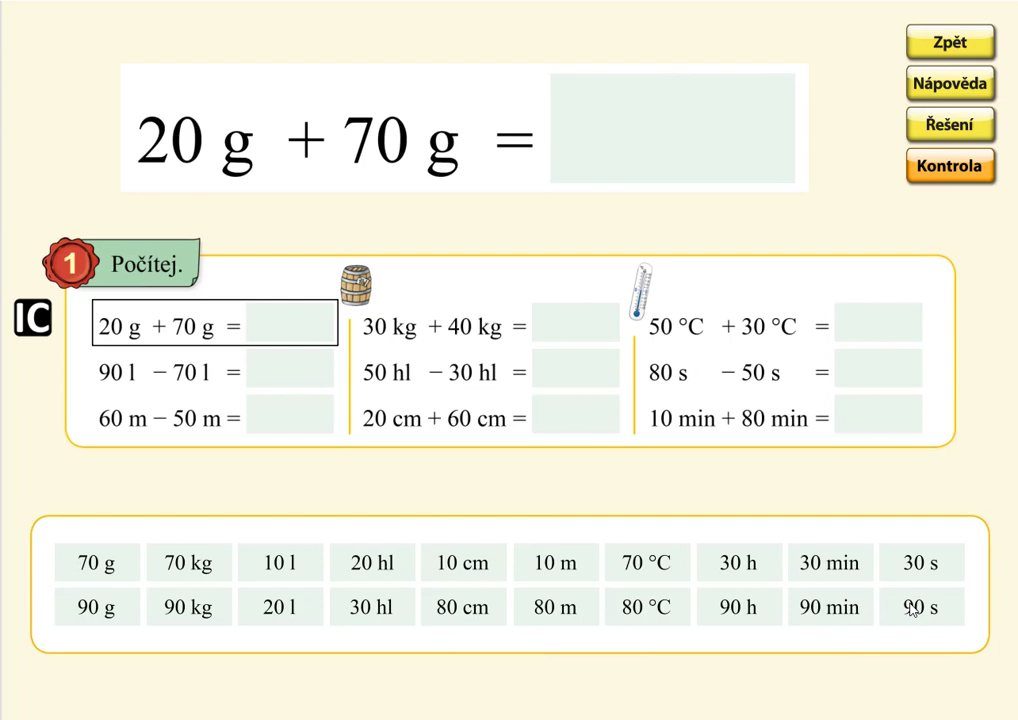 Zpět
Nápověda
Řešení
Kontrola
20 g + 70 g =
1 Počítej.
IC
20 g + 70 g =
30 kg + 40 kg =
50 °C + 30 °C =
90 l − 70 l =
50 hl − 30 hl =
80 s − 50 s =
60 m − 50 m =
20 cm + 60 cm =
10 min + 80 min =
70 g 70 kg 10 l 20 hl 10 cm 10 m 70 °C 30 h 30 min 30 s
90 g 90 kg 20 l 30 hl 80 cm 80 m 80 °C 90 h 90 min 90 s